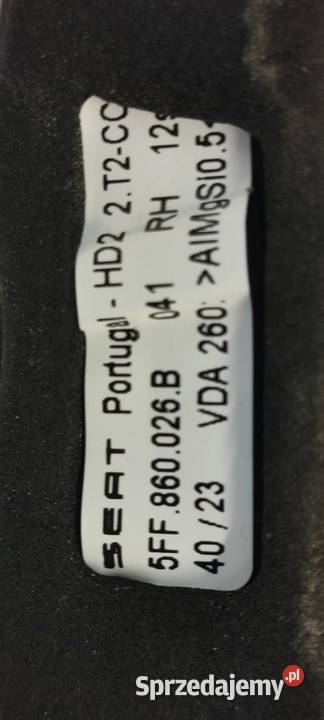 SEAT Portugal - HD2 2.T2-CC
5FF.860.026.B 041 RH 12s
40 / 23 VDA 260: >AlMgSi0.5<
Sprzedajemy.pl